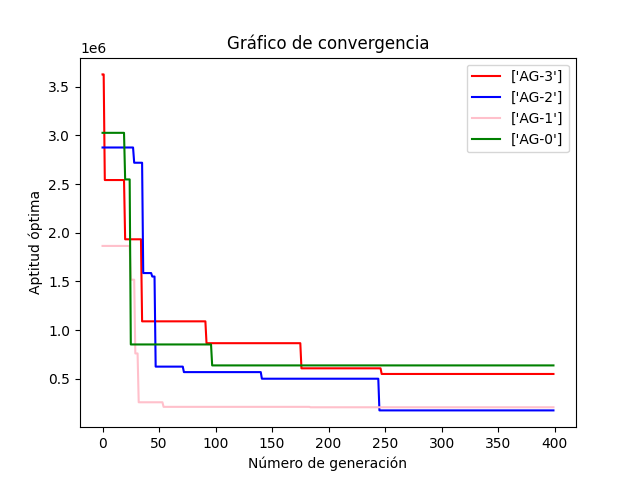 Gráfico de convergencia
1e6
3.5
3.0
2.5
2.0
1.5
1.0
0.5
Aptitud óptima
['AG-3']
['AG-2']
['AG-1']
['AG-0']
0 50 100 150 200 250 300 350 400
Número de generación